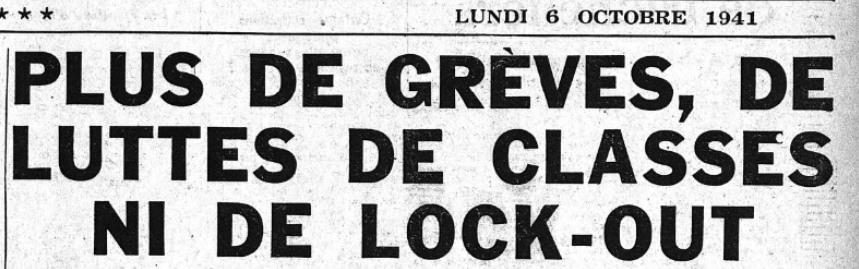 ***
LUNDI 6 OCTOBRE 1941
PLUS DE GRÈVES, DE
LUTTES DE CLASSES
NI DE LOCK-OUT